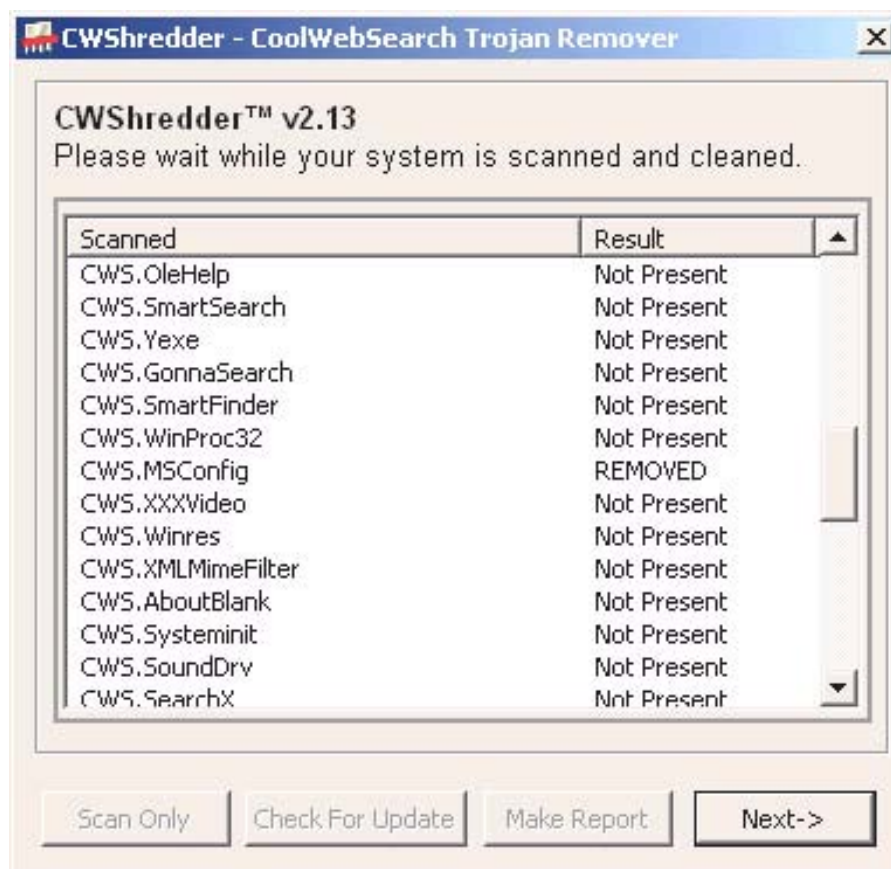 CWShredder - CoolWebSearch Trojan Remover
CWShredder™ v2.13
Please wait while your system is scanned and cleaned.
Scanned Result
CWS.OleHelp Not Present
CWS.SmartSearch Not Present
CWS.Yexe Not Present
CWS.GonnaSearch Not Present
CWS.SmartFinder Not Present
CWS.WinProc32 Not Present
CWS.MSConfig REMOVED
CWS.XXXVideo Not Present
CWS.Winres Not Present
CWS.XMLMimeFilter Not Present
CWS.AboutBlank Not Present
CWS.Systeminit Not Present
CWS.SoundDrv Not Present
CWS.SearchX Not Present
Scan Only Check For Update Make Report Next->